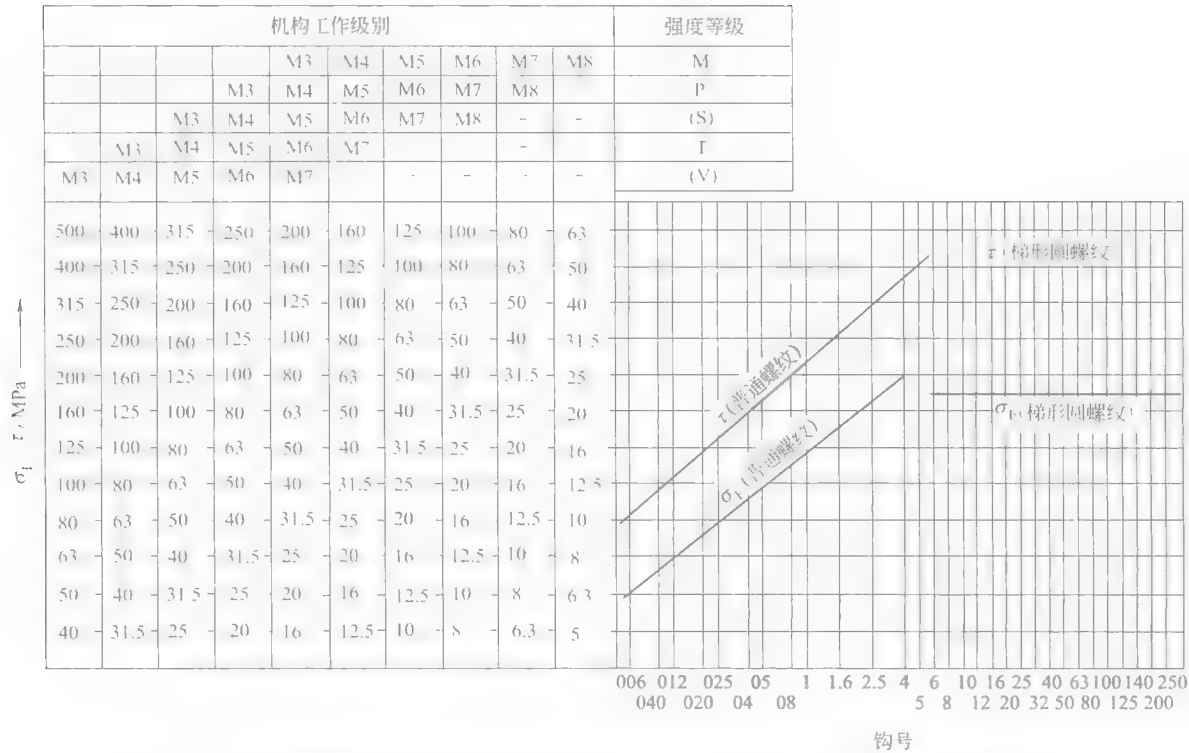 机构工作级别 强度等级
M3 M4 M5 M6 M7 M8 M
M3 M4 M5 M6 M7 M8 P
M3 M4 M5 M6 M7 M8 - - (S)
M3 M4 M5 M6 M7 - T
M3 M4 M5 M6 M7 - - - - (V)
500 400 315 250 200 160 125 100 80 63
400 315 250 200 160 125 100 80 63 50
315 250 200 160 125 100 80 63 50 40
250 200 160 125 100 80 63 50 40 31.5
200 160 125 100 80 63 50 40 31.5 25
160 125 100 80 63 50 40 31.5 25 20
125 100 80 63 50 40 31.5 25 20 16
100 80 63 50 40 31.5 25 20 16 12.5
80 63 50 40 31.5 25 20 16 12.5 10
63 50 40 31.5 25 20 16 12.5 10 8
50 40 31.5 25 20 16 12.5 10 8 6.3
40 31.5 25 20 16 12.5 10 8 6.3 5
τ, MPa
τ(梯形圆螺纹)
τ(普通螺纹)
(梯形圆螺纹)
(普通螺纹)
006 012 025 05 1 1.6 2.5 4 6 10 16 25 40 63 100 140 250
040 020 04 08 5 8 12 20 32 50 80 125 200
钩号